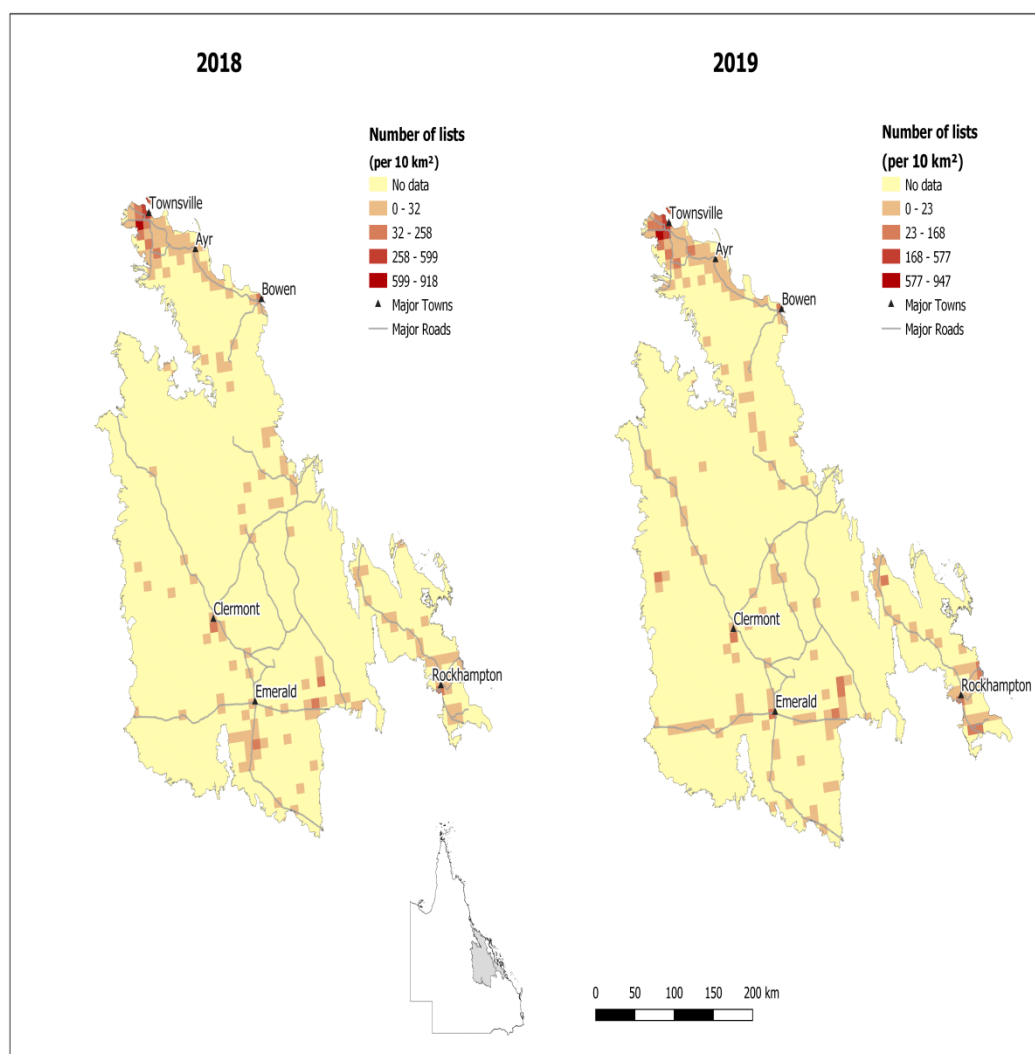 2018
Number of lists
(per 10 km²)
No data
0 - 32
32 - 258
258 - 599
599 - 918
Major Towns
Major Roads
Townsville
Ayr
Bowen
Clermont
Emerald
Rockhampton
2019
Number of lists
(per 10 km²)
No data
0 - 23
23 - 168
168 - 577
577 - 947
Major Towns
Major Roads
Townsville
Ayr
Bowen
Clermont
Emerald
Rockhampton
0 50 100 150 200 km